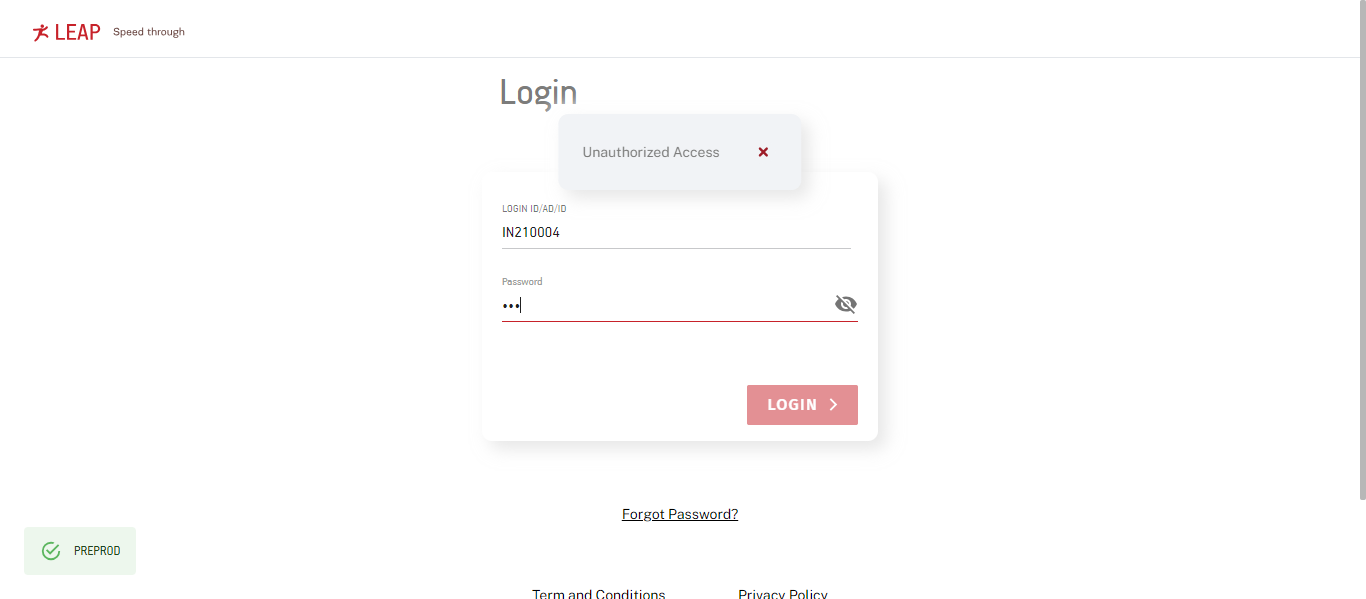 LEAP Speed through
Login
Unauthorized Access
LOGIN ID/AD/ID
IN210004
Password
•••
LOGIN
Forgot Password?
PREPROD
Term and Conditions Privacy Policy